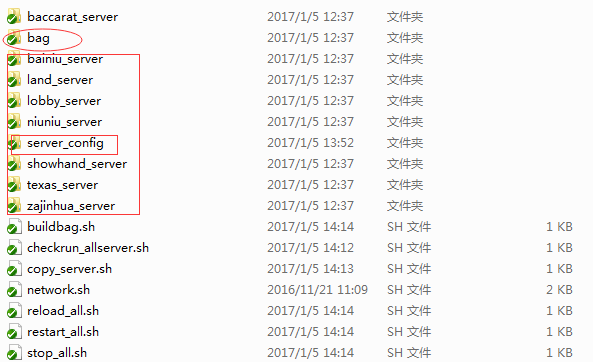 baccarat_server 2017/1/5 12:37 文件夹
bag 2017/1/5 12:37 文件夹
bainiu_server 2017/1/5 12:37 文件夹
land_server 2017/1/5 12:37 文件夹
lobby_server 2017/1/5 12:37 文件夹
niuniu_server 2017/1/5 12:37 文件夹
server_config 2017/1/5 13:52 文件夹
showhand_server 2017/1/5 12:37 文件夹
texas_server 2017/1/5 12:37 文件夹
zajinhua_server 2017/1/5 12:37 文件夹
buildbag.sh 2017/1/5 14:14 SH 文件 1 KB
checkrun_allserver.sh 2017/1/5 14:12 SH 文件 1 KB
copy_server.sh 2017/1/5 14:13 SH 文件 1 KB
network.sh 2016/11/21 11:09 SH 文件 2 KB
reload_all.sh 2017/1/5 14:14 SH 文件 1 KB
restart_all.sh 2017/1/5 14:14 SH 文件 1 KB
stop_all.sh 2017/1/5 14:14 SH 文件 1 KB